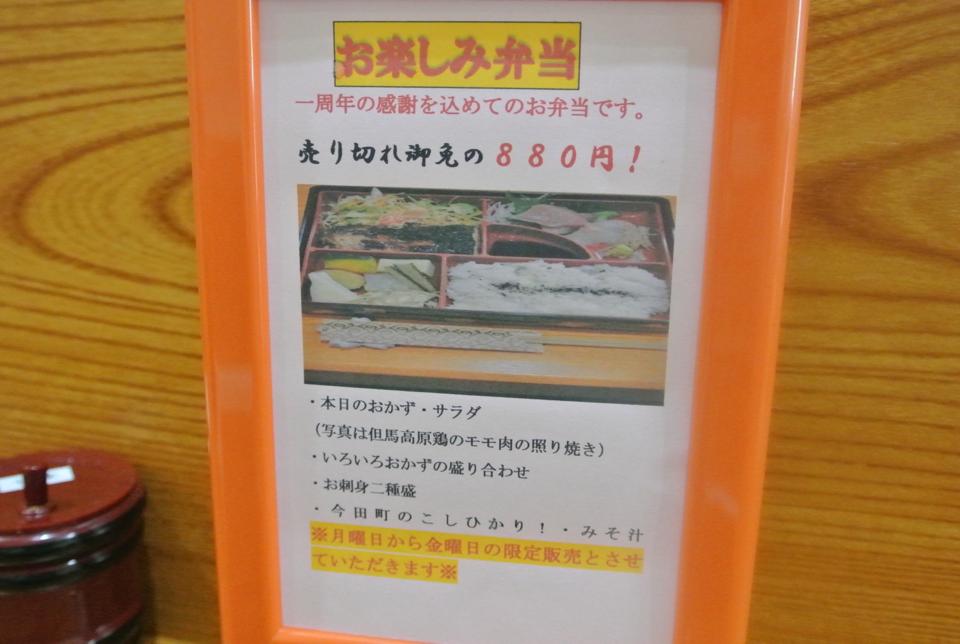 お楽しみ弁当
一周年の感謝を込めてのお弁当です。
売り切れ御免の８８０円！
・本日のおかず・サラダ
（写真は但馬高原鶏のモモ肉の照り焼き）
・いろいろおかずの盛り合わせ
・お刺身二種盛
・今田町のこしひかり！・みそ汁
※月曜日から金曜日の限定販売とさせ
ていただきます※